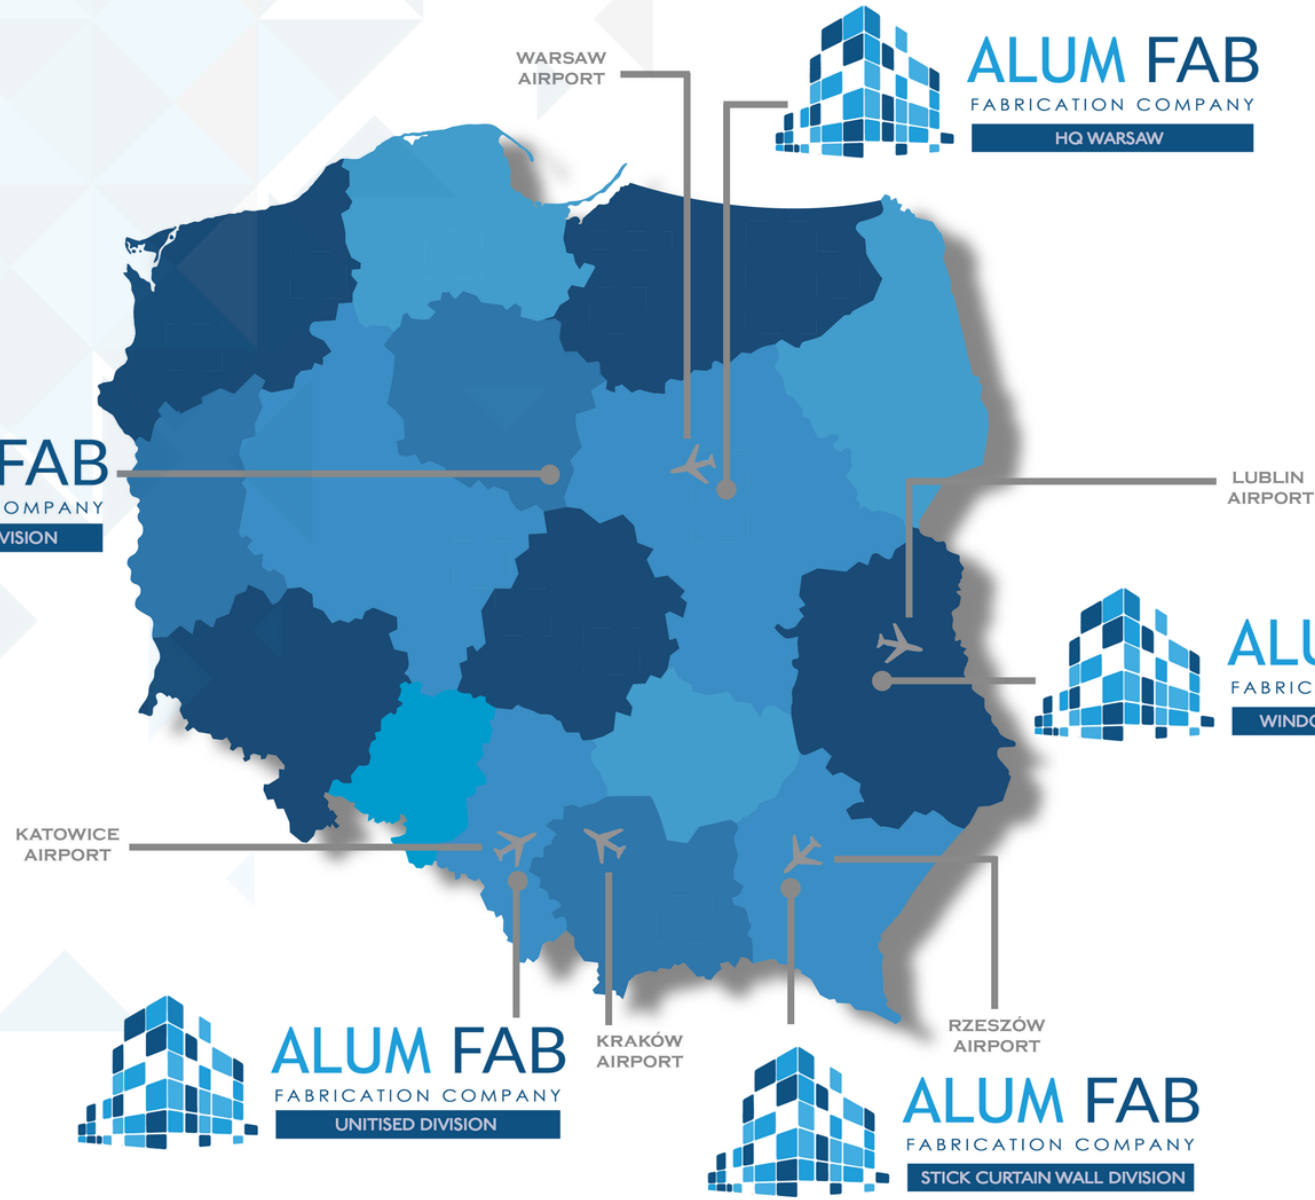 WARSAW
AIRPORT
ALUM FAB
FABRICATION COMPANY
HQ WARSAW
FAB
OMPANY
VISION
LUBLIN
AIRPORT
ALU
FABRIC
WINDO
KATOWICE
AIRPORT
ALUM FAB
FABRICATION COMPANY
UNITISED DIVISION
KRAKÓW
AIRPORT
RZESZÓW
AIRPORT
ALUM FAB
FABRICATION COMPANY
STICK CURTAIN WALL DIVISION